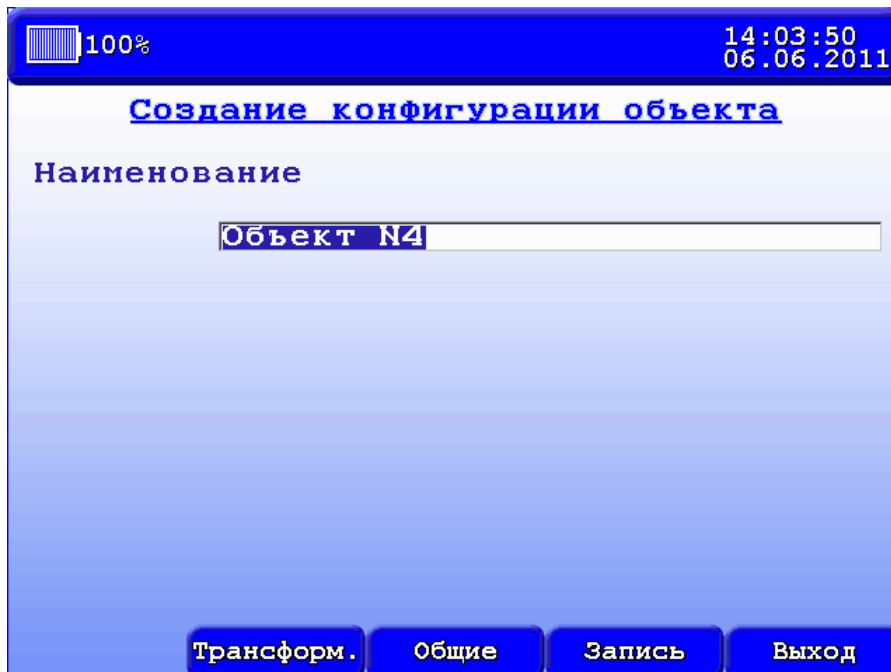 100%
14:03:50
06.06.2011
Создание конфигурации объекта
Наименование
Объект N4
Трансформ. Общие Запись Выход